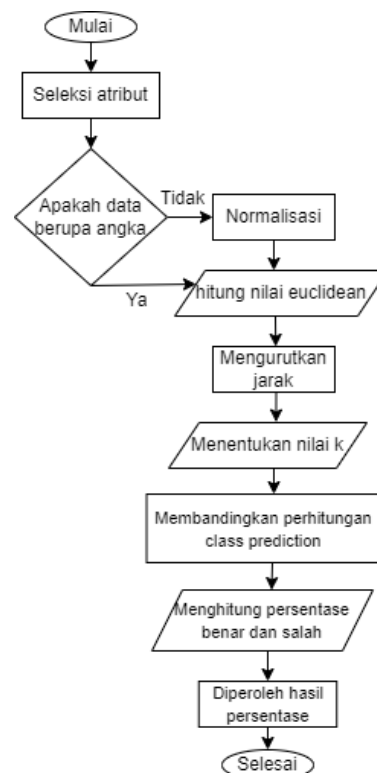 Mulai
Seleksi atribut
Apakah data
berupa angka
Tidak
Normalisasi
Ya
hitung nilai euclidean
Mengurutkan
jarak
Menentukan nilai k
Membandingkan perhitungan
class prediction
Menghitung persentase
benar dan salah
Diperoleh hasil
persentase
Selesai